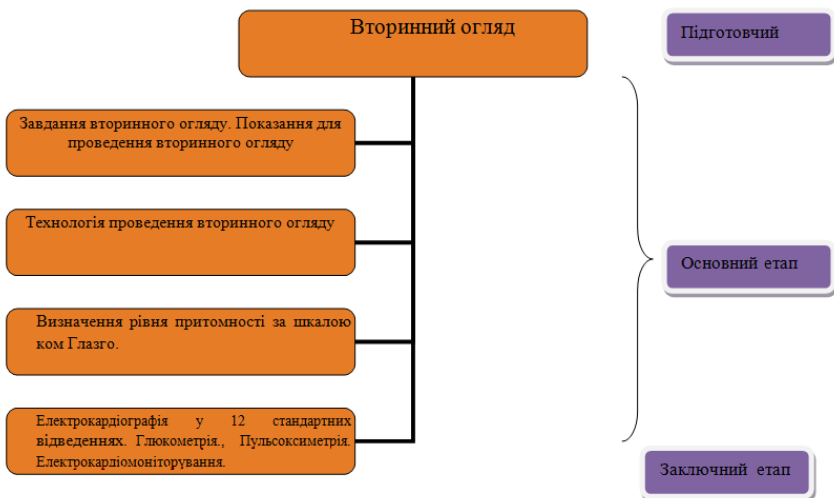 Вторинний огляд
Підготовчий
Завдання вторинного огляду. Показання для
проведення вторинного огляду
Технологія проведення вторинного огляду
Основний етап
Визначення рівня притомності за шкалою
ком Глазго.
Електрокардіографія у 12 стандартних
відведеннях. Глюкометрія., Пульсоксиметрія.
Електрокардіомоніторування.
Заключний етап